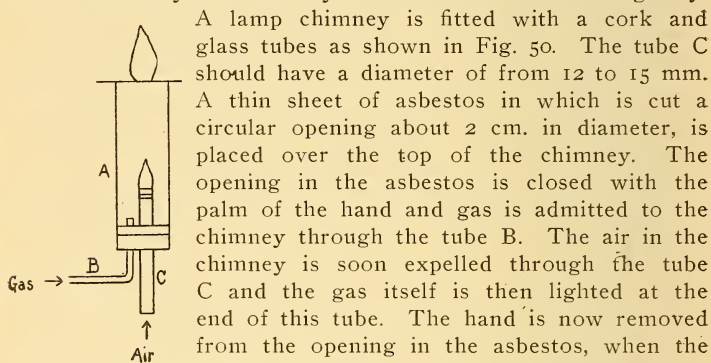 A lamp chimney is fitted with a cork and
glass tubes as shown in Fig. 50. The tube C
should have a diameter of from 12 to 15 mm.
A thin sheet of asbestos in which is cut a
circular opening about 2 cm. in diameter, is
placed over the top of the chimney. The
opening in the asbestos is closed with the
palm of the hand and gas is admitted to the
chimney through the tube B. The air in the
chimney is soon expelled through the tube
C and the gas itself is then lighted at the
end of this tube. The hand is now removed
from the opening in the asbestos, when the
A
B
C
Gas →
Air